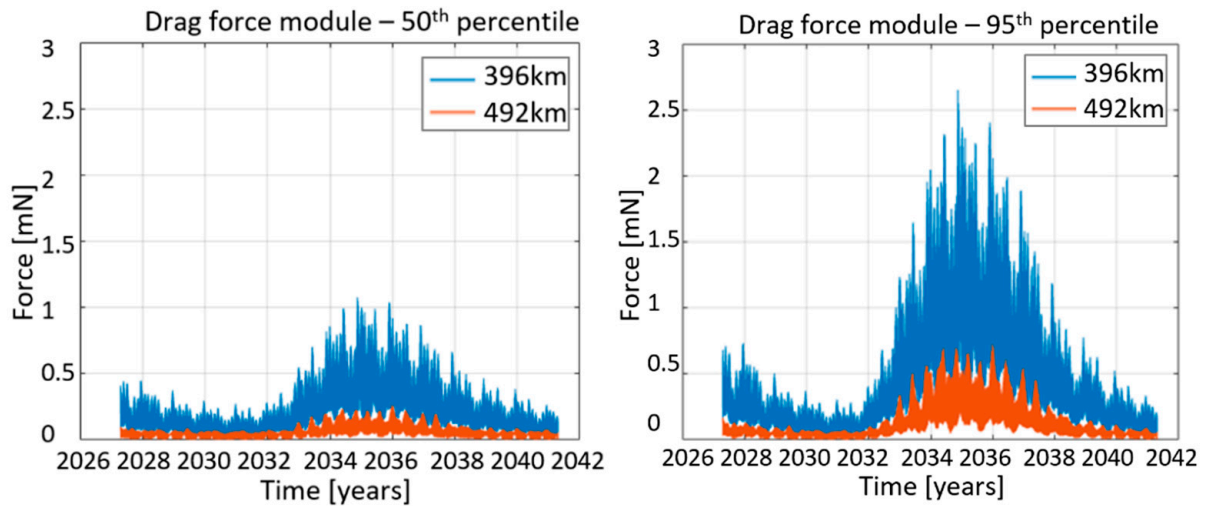 Drag force module – 50th percentile
3
2.5
2
1.5
1
0.5
0
Force [mN]
396km
492km
2026 2028 2030 2032 2034 2036 2038 2040 2042
Time [years]
Drag force module – 95th percentile
3
2.5
2
1.5
1
0.5
0
Force [mN]
396km
492km
2026 2028 2030 2032 2034 2036 2038 2040 2042
Time [years]